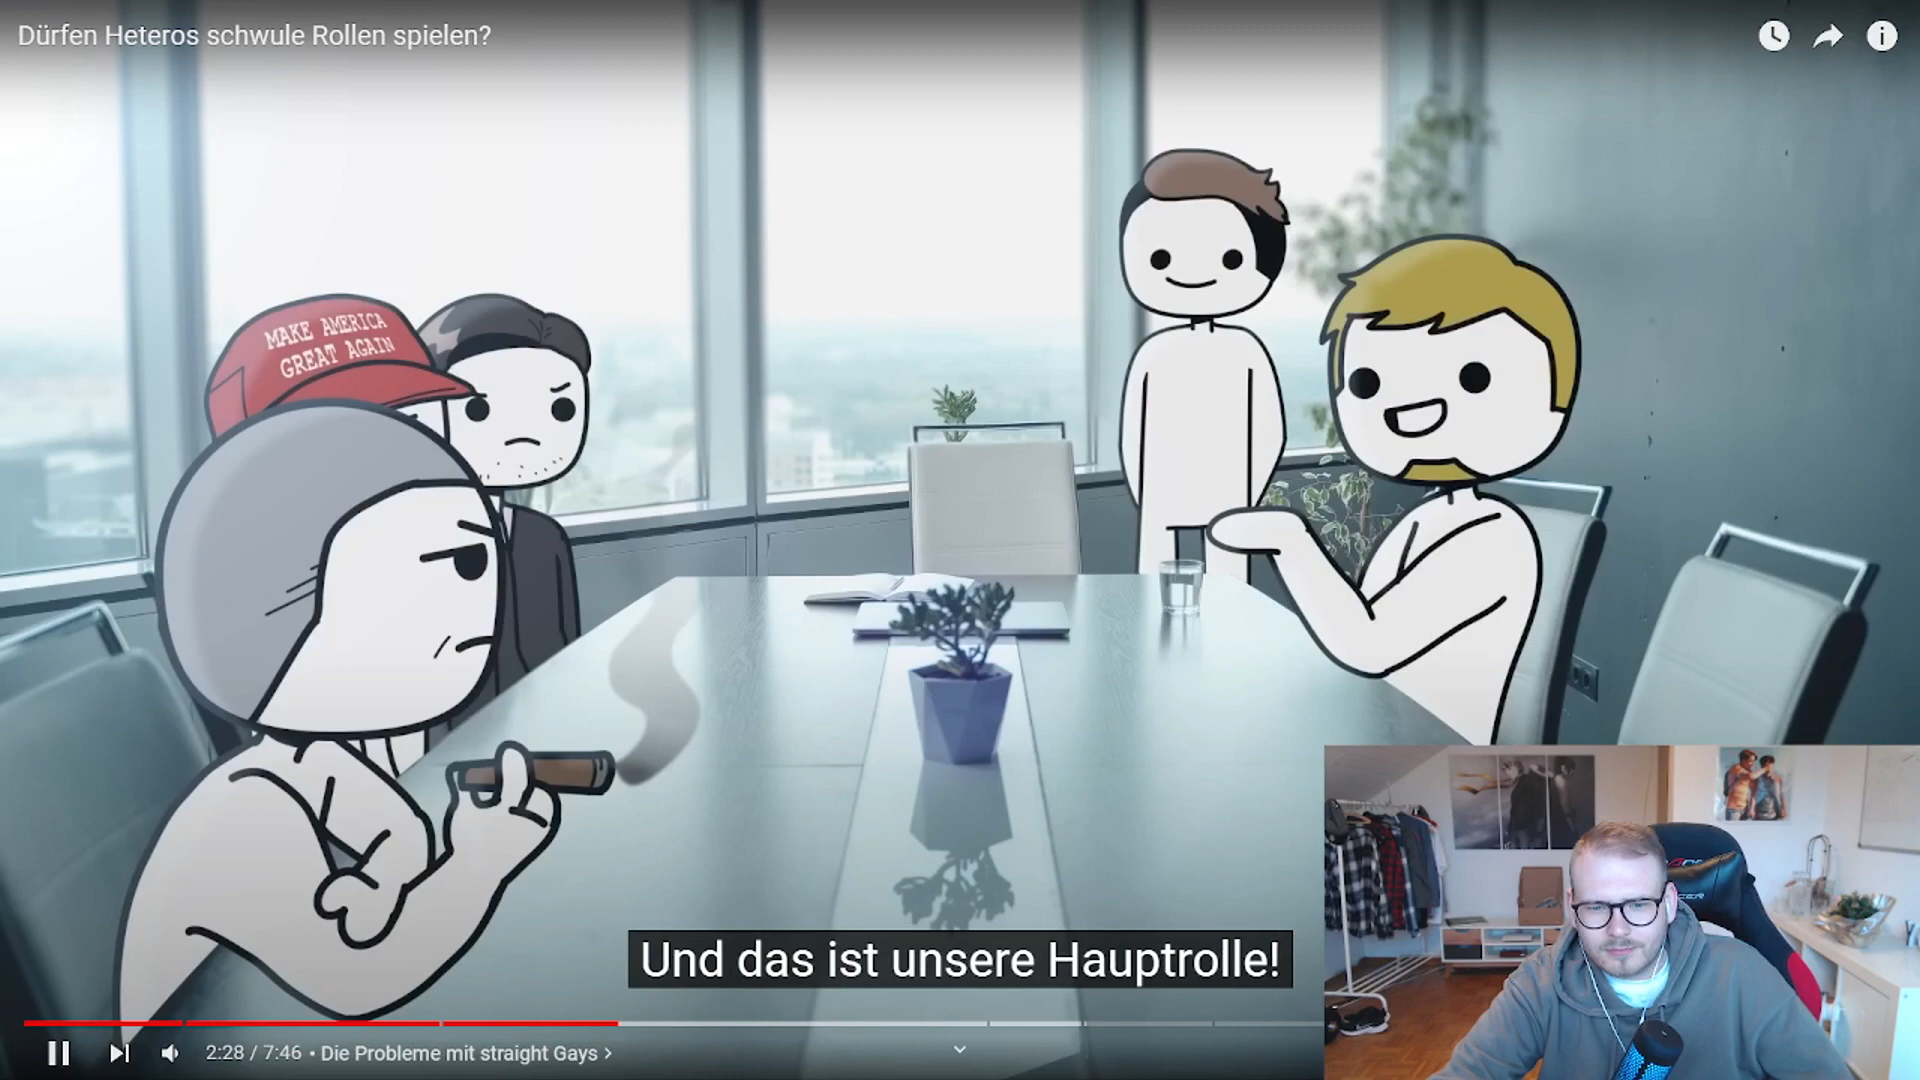 Dürfen Heteros schwule Rollen spielen?
MAKE AMERICA
GREAT AGAIN
Und das ist unsere Hauptrolle!
2:28 / 7:46 • Die Probleme mit straight Gays ›